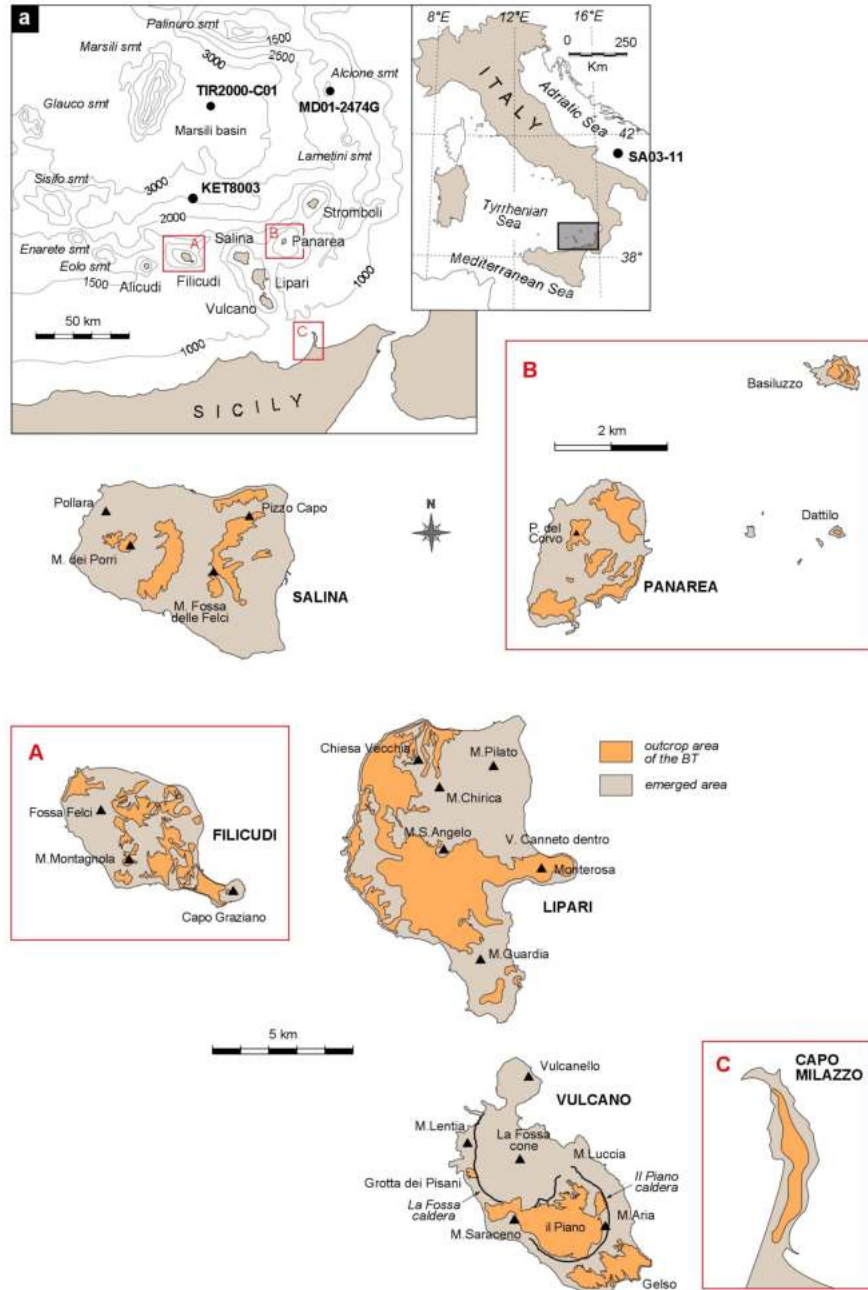 a
Palinuro smt
1500
2500
3000
Marsili smt
Alcione smt
TIR2000-C01
MD01-2474G
Glauco smt
Marsili basin
Lametini smt
Sisifo smt
3000
KET8003
2000
Stromboli
B
Salina
Panarea
A
Enarete smt
Eolo smt
1500
Alicudi
Filicudi
Lipari
Vulcano
1000
50 km
C
1000
SICILY
8°E
12°E
16°E
0 250
Km
ITALY
Adriatic Sea
42°
SA03-11
Tyrrhenian
Sea
38°
Mediterranean Sea
B
Basiluzzo
2 km
P. del
Corvo
Dattilo
PANAREA
Pollara
Pizzo Capo
M. dei Porri
M. Fossa
delle Felci
SALINA
N
A
Fossa Felci
FILICUDI
M.Montagnola
Capo Graziano
Chiesa Vecchia
M.Pilato
M.Chirica
M.S.Angelo
V. Canneto dentro
Monterosa
LIPARI
M.Guardia
outcrop area
of the BT
emerged area
5 km
Vulcanello
VULCANO
M.Lentia
La Fossa
cone
M.Luccia
Grotta dei Pisani
Il Piano
caldera
La Fossa
caldera
il Piano
M.Aria
M.Saraceno
Gelso
C
CAPO
MILAZZO